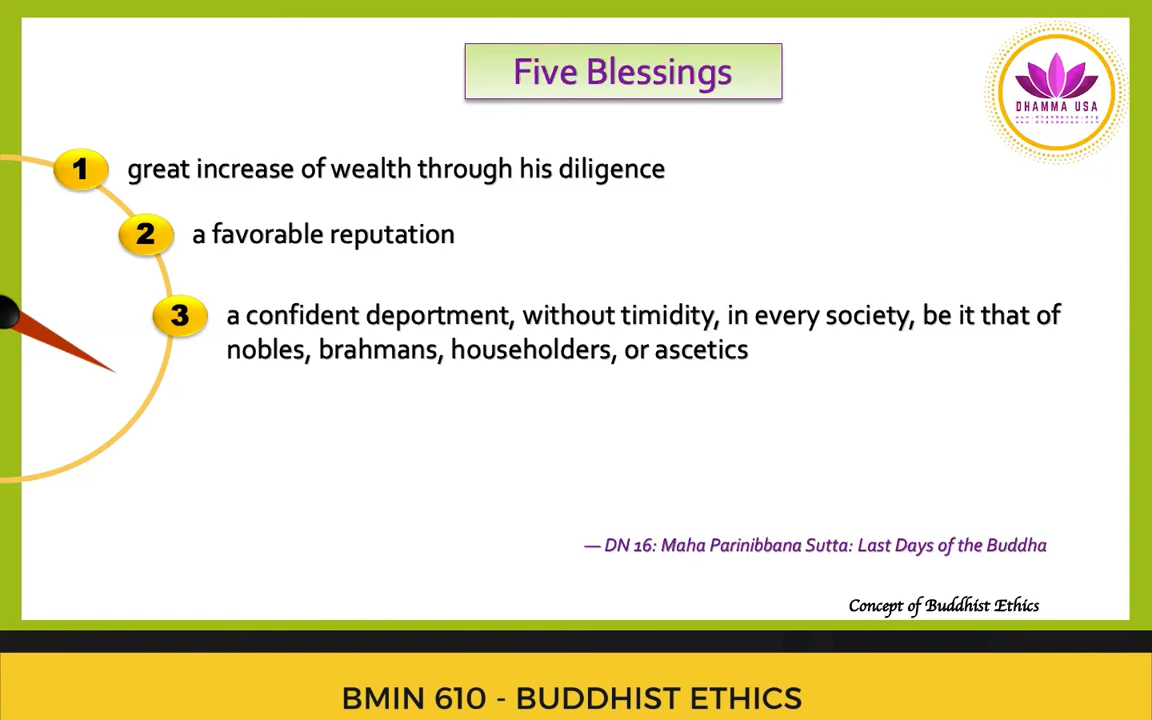 Five Blessings
DHAMMA USA
1 great increase of wealth through his diligence
2 a favorable reputation
3 a confident deportment, without timidity, in every society, be it that of
nobles, brahmans, householders, or ascetics
— DN 16: Maha Parinibbana Sutta: Last Days of the Buddha
Concept of Buddhist Ethics
BMIN 610 - BUDDHIST ETHICS